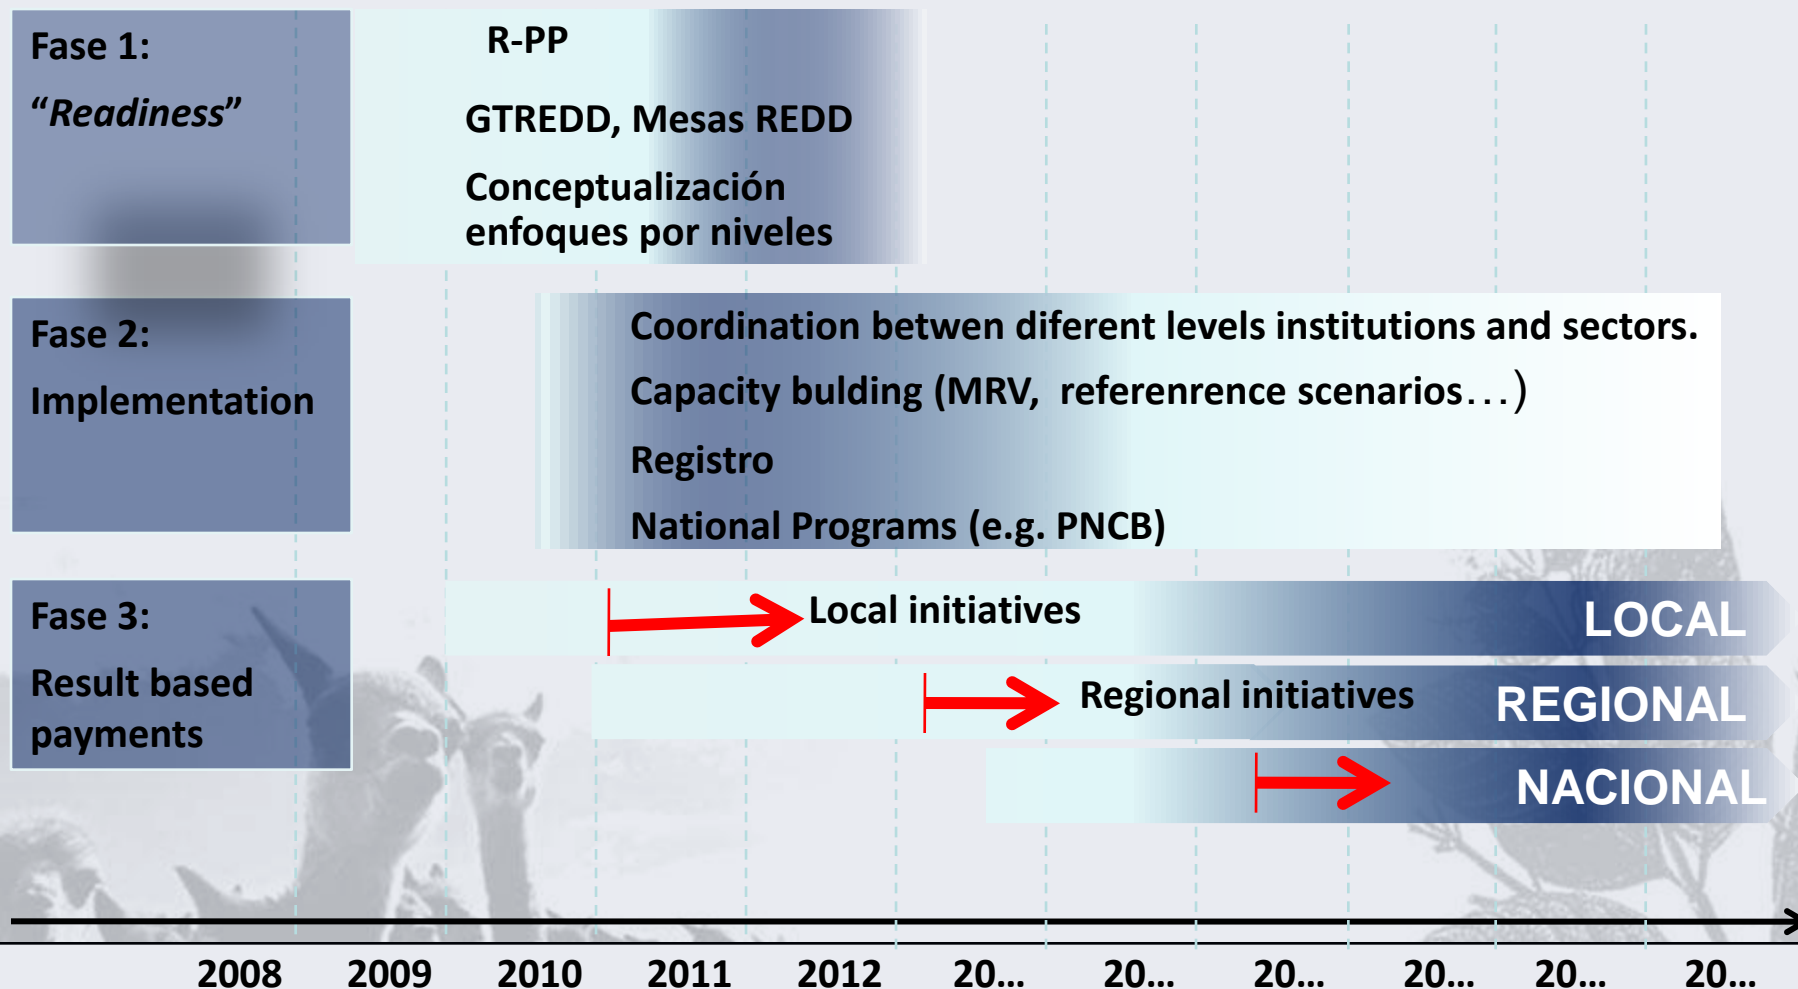 Fase 1:
“Readiness”
R-PP
GTREDD, Mesas REDD
Conceptualización
enfoques por niveles
Fase 2:
Implementation
Coordination betwen diferent levels institutions and sectors.
Capacity bulding (MRV, referenrence scenarios…)
Registro
National Programs (e.g. PNCB)
Fase 3:
Result based
payments
Local initiatives
LOCAL
Regional initiatives
REGIONAL
NACIONAL
2008 2009 2010 2011 2012 20... 20... 20... 20... 20... 20...